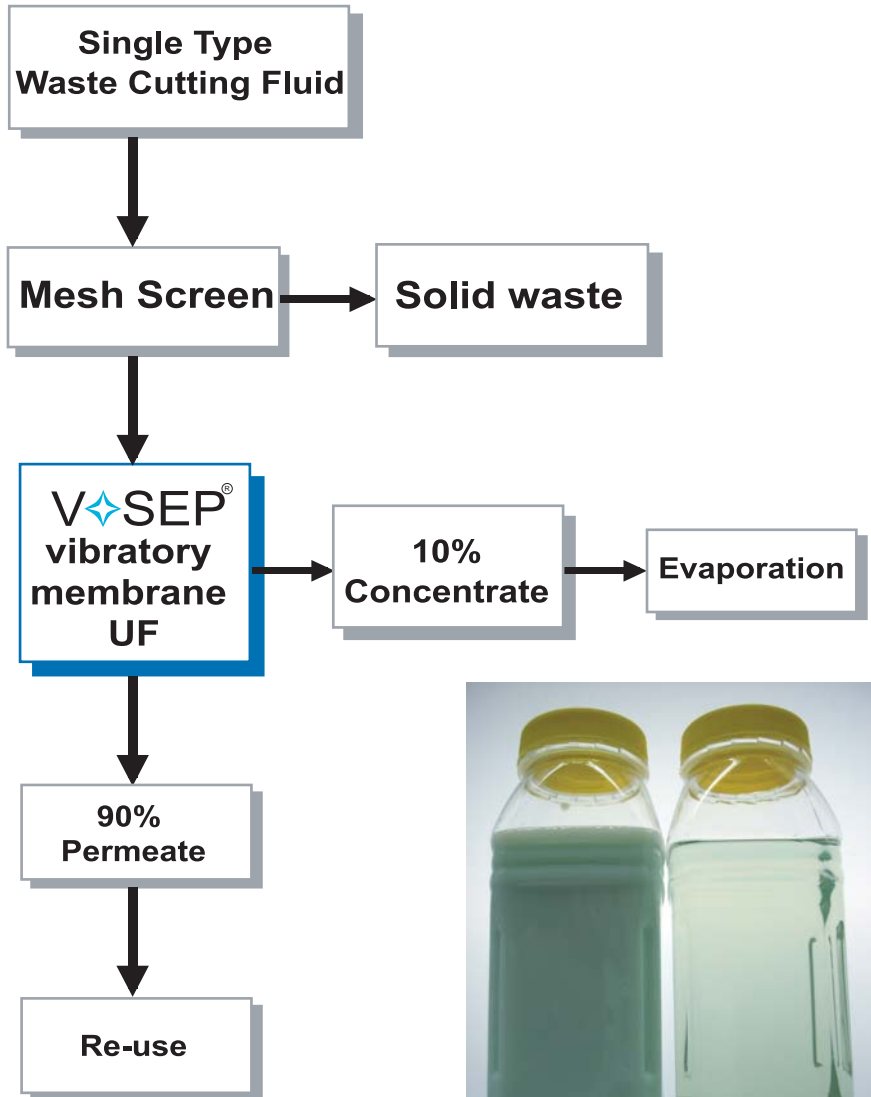 Single Type
Waste Cutting Fluid
Mesh Screen
Solid waste
V SEP®
vibratory
membrane
UF
10%
Concentrate
Evaporation
90%
Permeate
Re-use